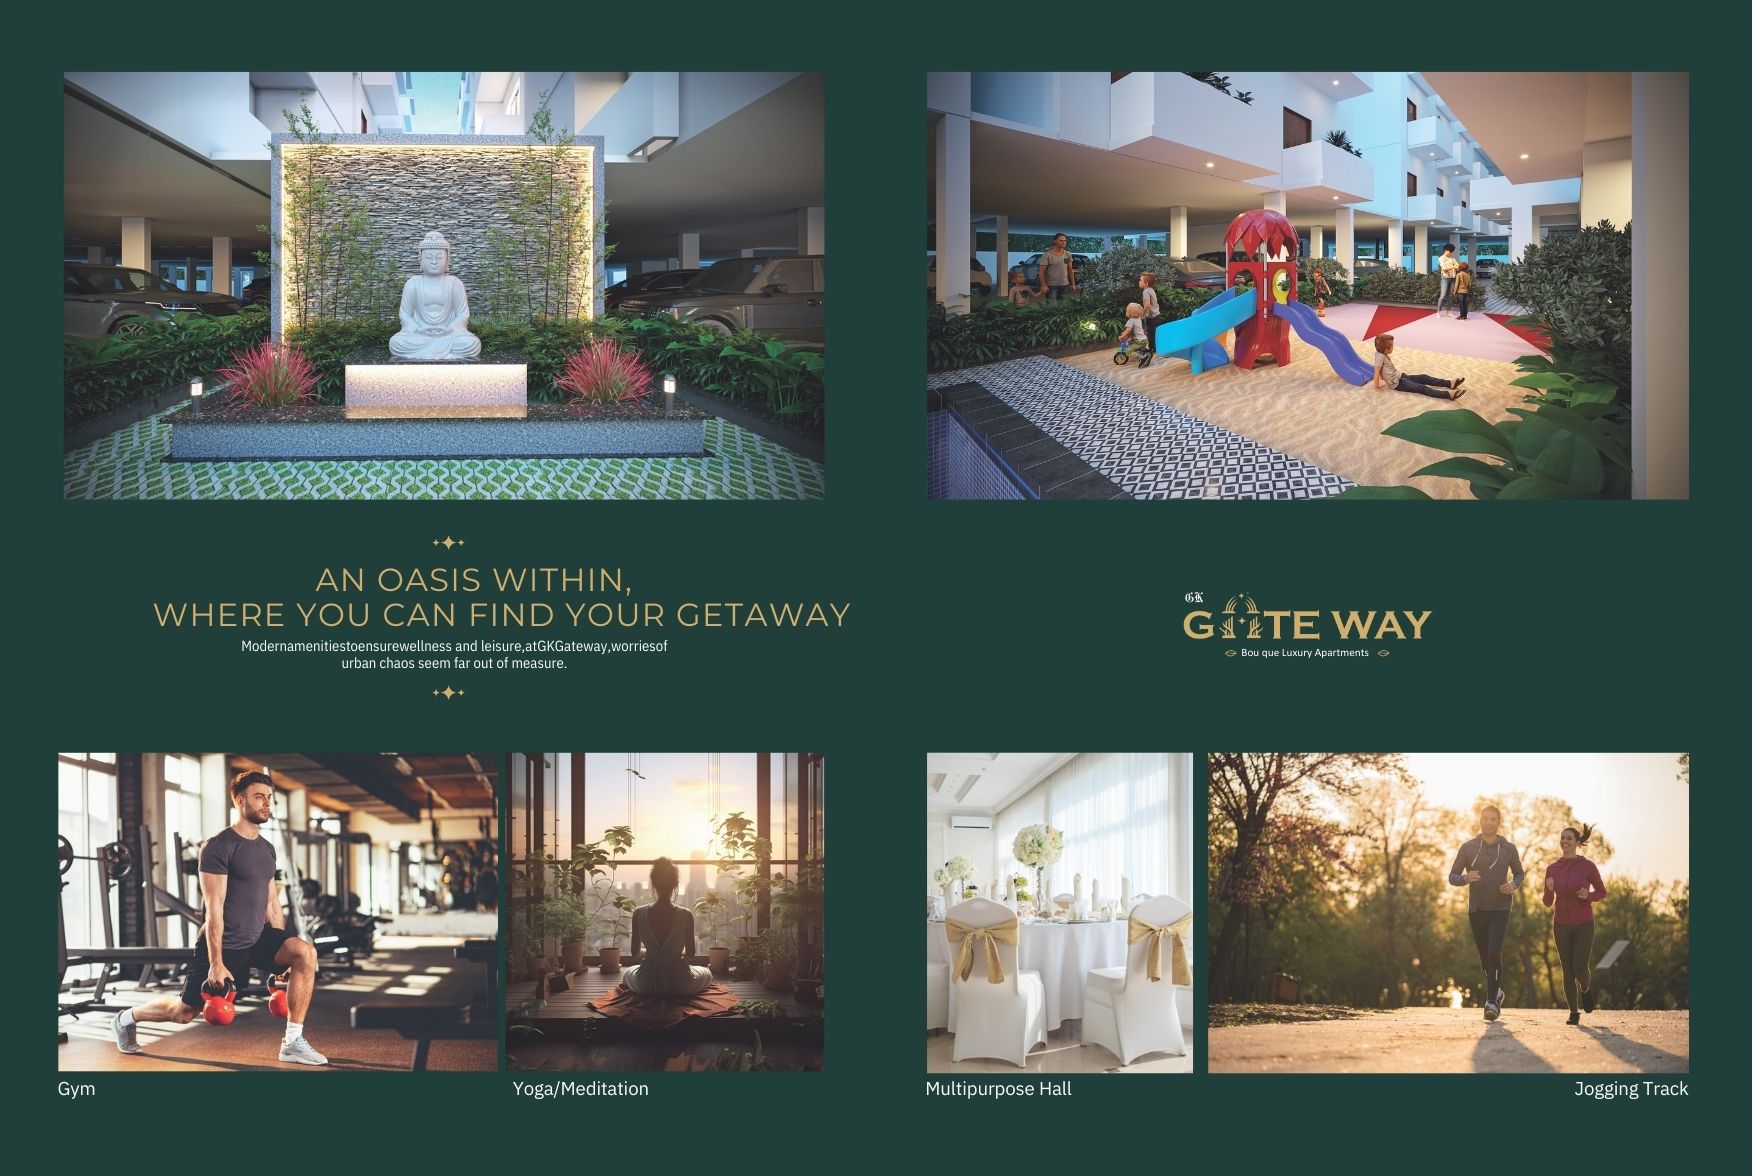 AN OASIS WITHIN,
WHERE YOU CAN FIND YOUR GETAWAY
Modernamenitiestoensurewellness and leisure,atGKGateway,worriesof
urban chaos seem far out of measure.
GK
GATE WAY
Bou que Luxury Apartments
Gym
Yoga/Meditation
Multipurpose Hall
Jogging Track